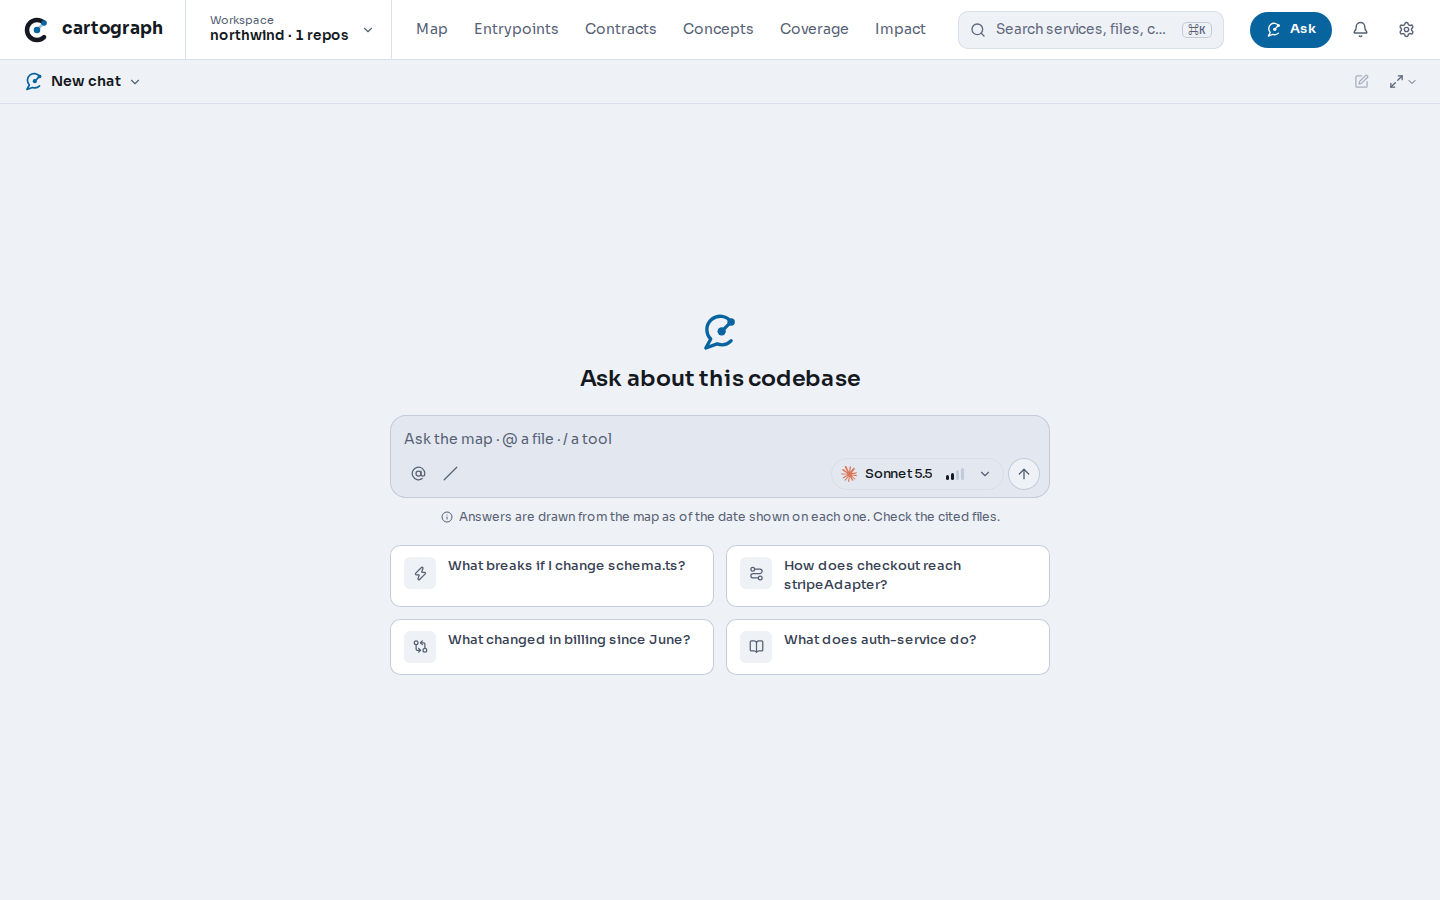 cartograph
Workspace
northwind · 1 repos
Map
Entrypoints
Contracts
Concepts
Coverage
Impact
Search services, files, c...
⌘K
Ask
New chat
Ask about this codebase
Ask the map · @ a file · / a tool
Sonnet 5.5
Answers are drawn from the map as of the date shown on each one. Check the cited files.
What breaks if I change schema.ts?
How does checkout reach
stripeAdapter?
What changed in billing since June?
What does auth-service do?